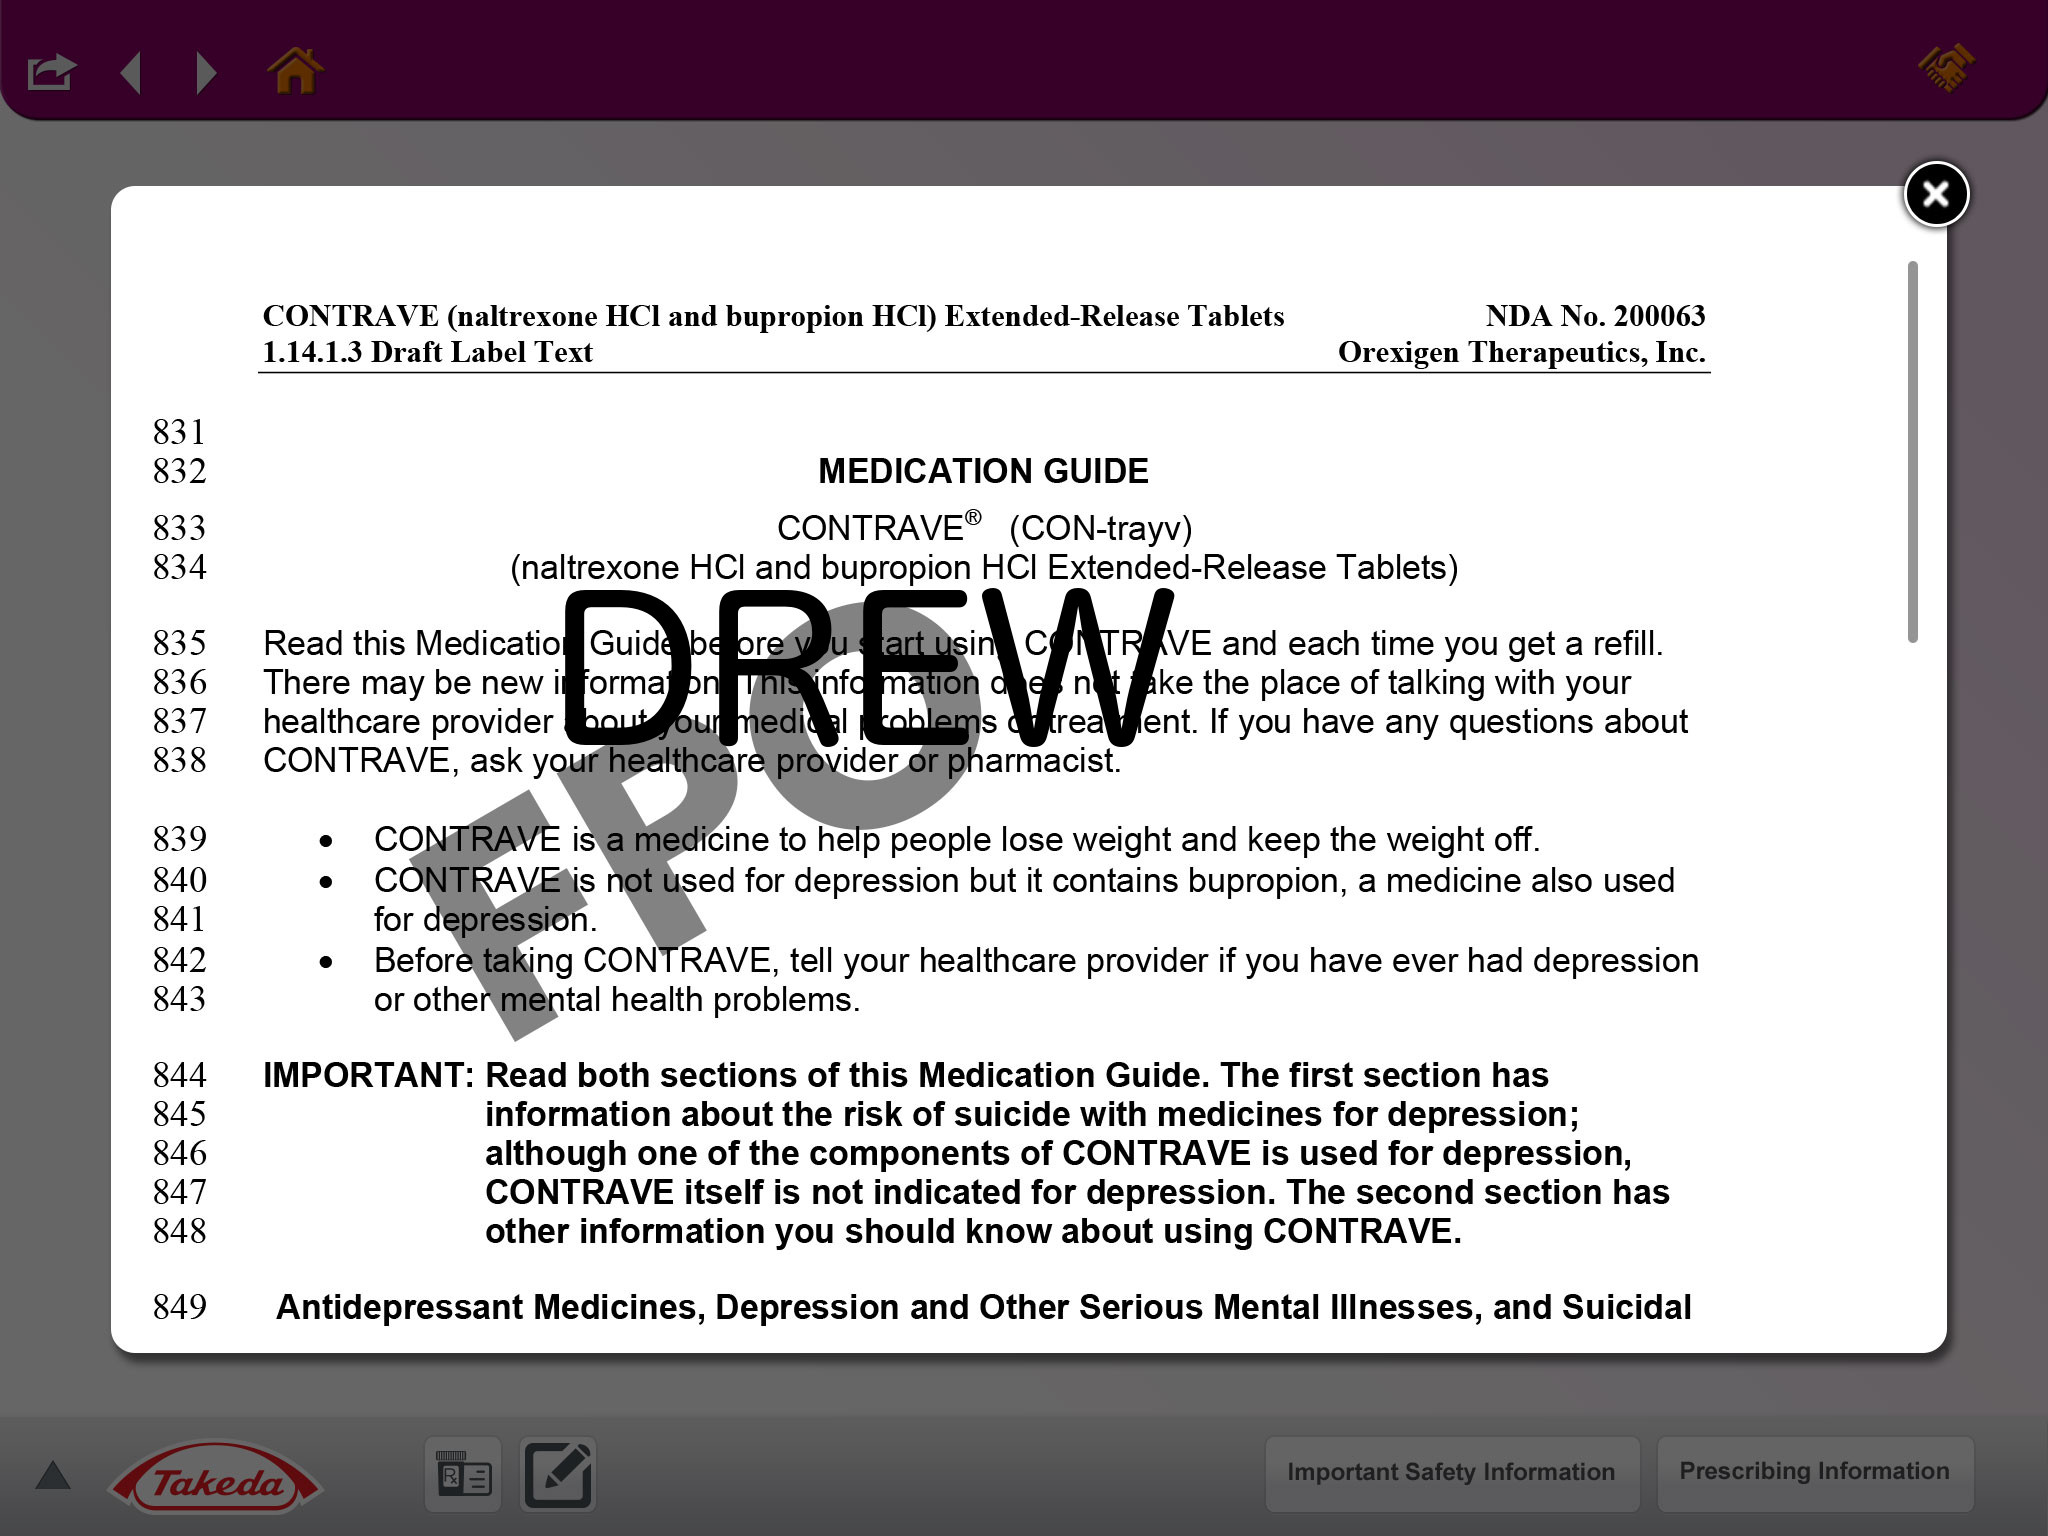 CONTRAVE (naltrexone HCl and bupropion HCl) Extended-Release Tablets NDA No. 200063
1.14.1.3 Draft Label Text Orexigen Therapeutics, Inc.
831
832 MEDICATION GUIDE
833 CONTRAVE® (CON-trayv)
834 (naltrexone HCl and bupropion HCl Extended-Release Tablets)
DREW
FPO
835 Read this Medication Guide before you start using CONTRAVE and each time you get a refill.
836 There may be new information. This information does not take the place of talking with your
837 healthcare provider about your medical problems or treatment. If you have any questions about
838 CONTRAVE, ask your healthcare provider or pharmacist.
839 • CONTRAVE is a medicine to help people lose weight and keep the weight off.
840 • CONTRAVE is not used for depression but it contains bupropion, a medicine also used
841 for depression.
842 • Before taking CONTRAVE, tell your healthcare provider if you have ever had depression
843 or other mental health problems.
844 IMPORTANT: Read both sections of this Medication Guide. The first section has
845 information about the risk of suicide with medicines for depression;
846 although one of the components of CONTRAVE is used for depression,
847 CONTRAVE itself is not indicated for depression. The second section has
848 other information you should know about using CONTRAVE.
849 Antidepressant Medicines, Depression and Other Serious Mental Illnesses, and Suicidal
Takeda
Rx
Important Safety Information
Prescribing Information